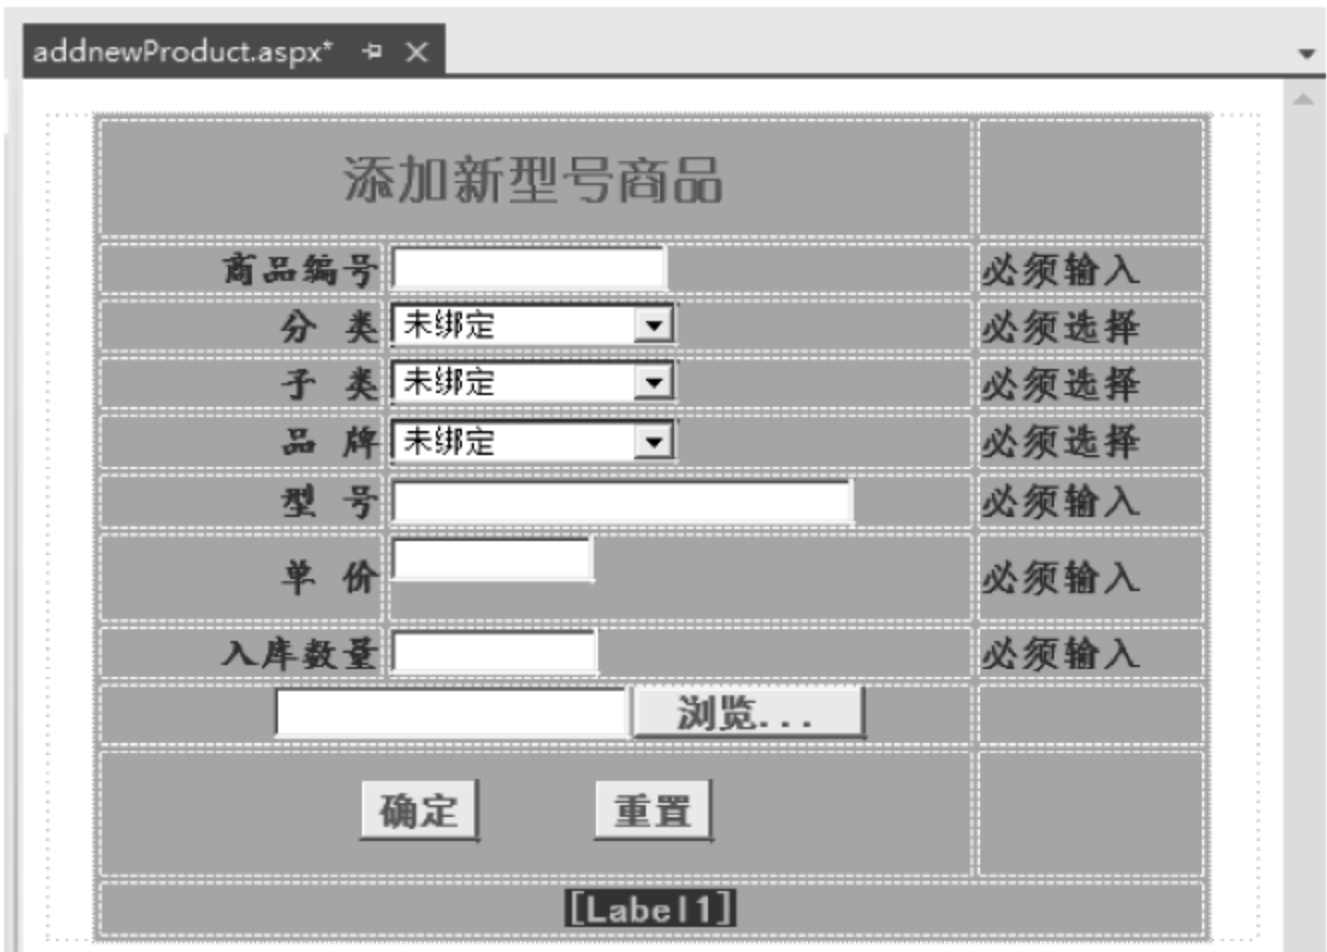 addnewProduct.aspx*
添加新型号商品
商品编号 必须输入
分 类 未绑定 必须选择
子 类 未绑定 必须选择
品 牌 未绑定 必须选择
型 号 必须输入
单 价 必须输入
入库数量 必须输入
浏览...
确定 重置
[Label1]